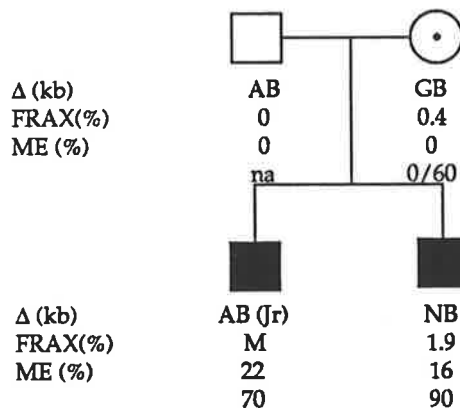 AB GB
Δ (kb) 0 0.4
FRAX(%) 0 0
ME (%) na 0/60
AB (Jr) NB
Δ (kb) M 1.9
FRAX(%) 22 16
ME (%) 70 90